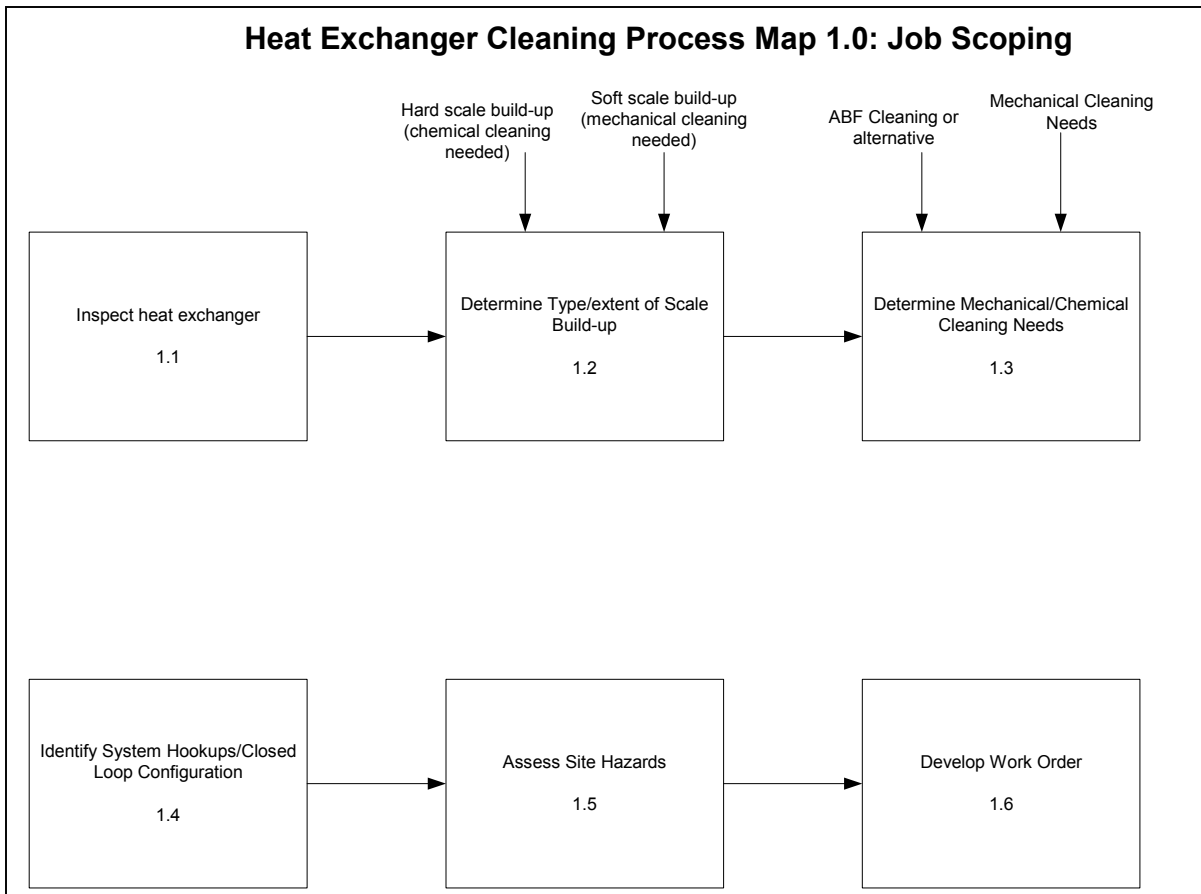 Heat Exchanger Cleaning Process Map 1.0: Job Scoping
Hard scale build-up
(chemical cleaning
needed)
Soft scale build-up
(mechanical cleaning
needed)
ABF Cleaning or
alternative
Mechanical Cleaning
Needs
Inspect heat exchanger
1.1
Determine Type/extent of Scale
Build-up
1.2
Determine Mechanical/Chemical
Cleaning Needs
1.3
Identify System Hookups/Closed
Loop Configuration
1.4
Assess Site Hazards
1.5
Develop Work Order
1.6